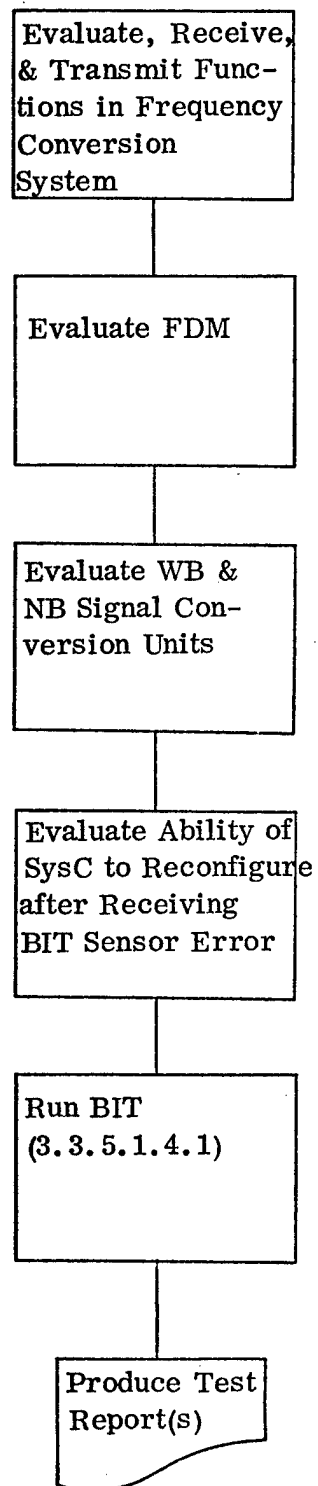 Evaluate, Receive,
& Transmit Func-
tions in Frequency
Conversion
System
Evaluate FDM
Evaluate WB &
NB Signal Con-
version Units
Evaluate Ability of
SysC to Reconfigure
after Receiving
BIT Sensor Error
Run BIT
(3.3.5.1.4.1)
Produce Test
Report(s)